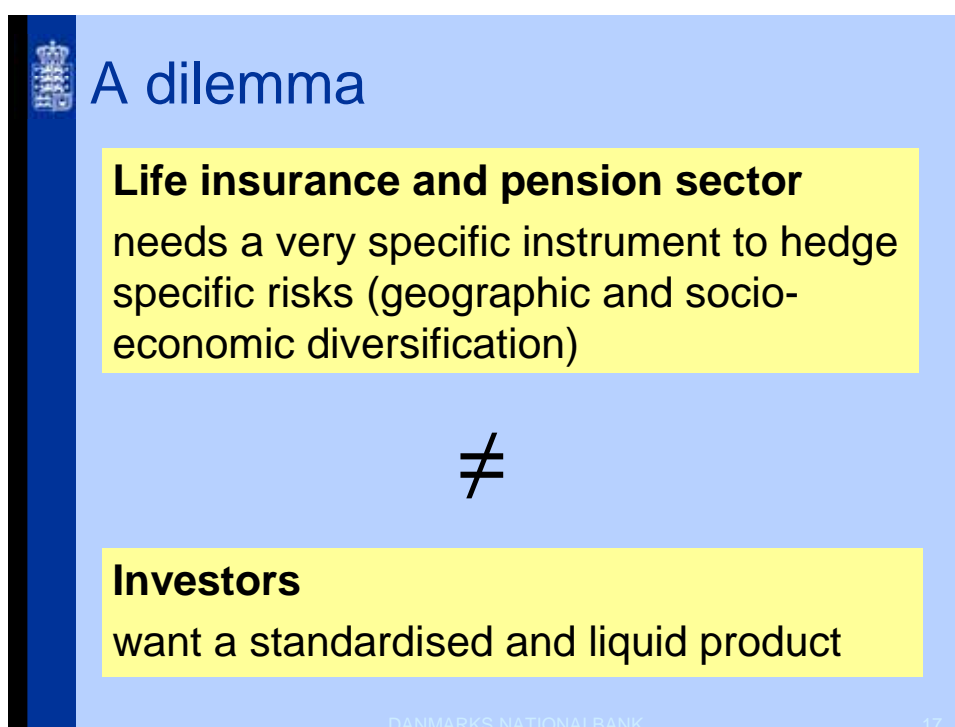 A dilemma
Life insurance and pension sector
needs a very specific instrument to hedge
specific risks (geographic and socio-
economic diversification)
≠
Investors
want a standardised and liquid product
DANMARKS NATIONALBANK 17